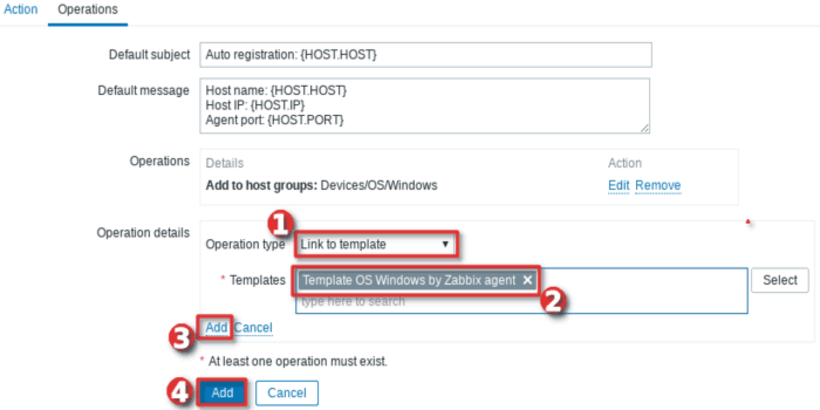 Action Operations
Default subject Auto registration: {HOST.HOST}
Default message Host name: {HOST.HOST}
Host IP: {HOST.IP}
Agent port: {HOST.PORT}
Operations Details Action
Add to host groups: Devices/OS/Windows Edit Remove
1
Operation details
Operation type Link to template
* Templates Template OS Windows by Zabbix agent × Select
2
type here to search
3 Add Cancel
* At least one operation must exist.
4 Add Cancel